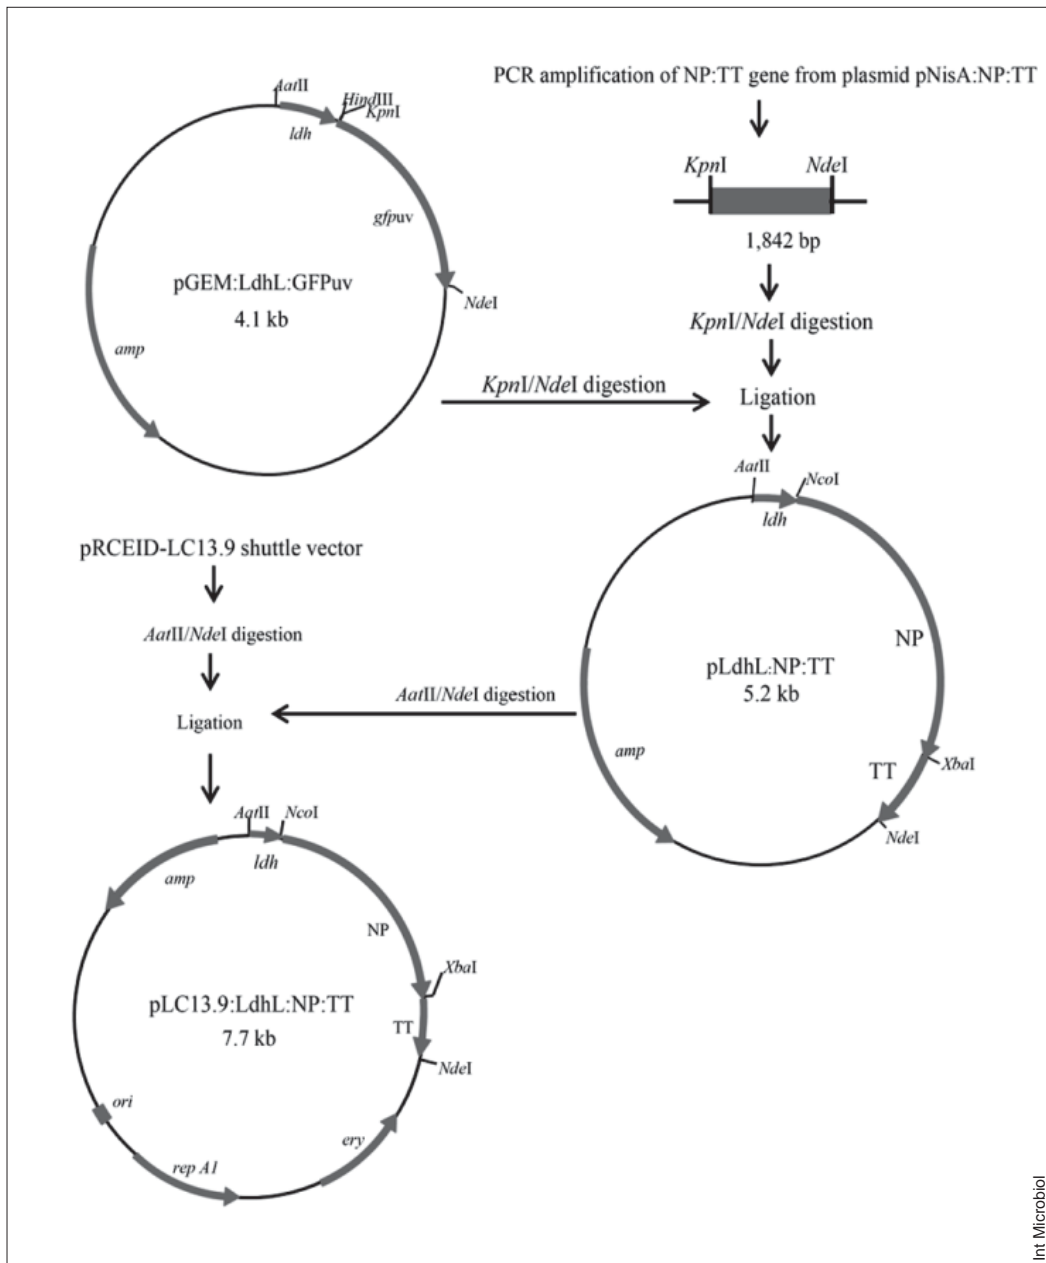 PCR amplification of NP:TT gene from plasmid pNisA:NP:TT
AatII
HindIII
KpnI
ldh
gfpuv
pGEM:LdhL:GFPuv
4.1 kb
NdeI
amp
KpnI
NdeI
1,842 bp
KpnI/NdeI digestion
KpnI/NdeI digestion
Ligation
AatII
NcoI
ldh
NP
pLdhL:NP:TT
5.2 kb
amp
TT
XbaI
NdeI
pRCEID-LC13.9 shuttle vector
AatII/NdeI digestion
AatII/NdeI digestion
Ligation
AatII
NcoI
ldh
amp
NP
XbaI
pLC13.9:LdhL:NP:TT
7.7 kb
TT
NdeI
ori
rep A1
ery
Int Microbiol